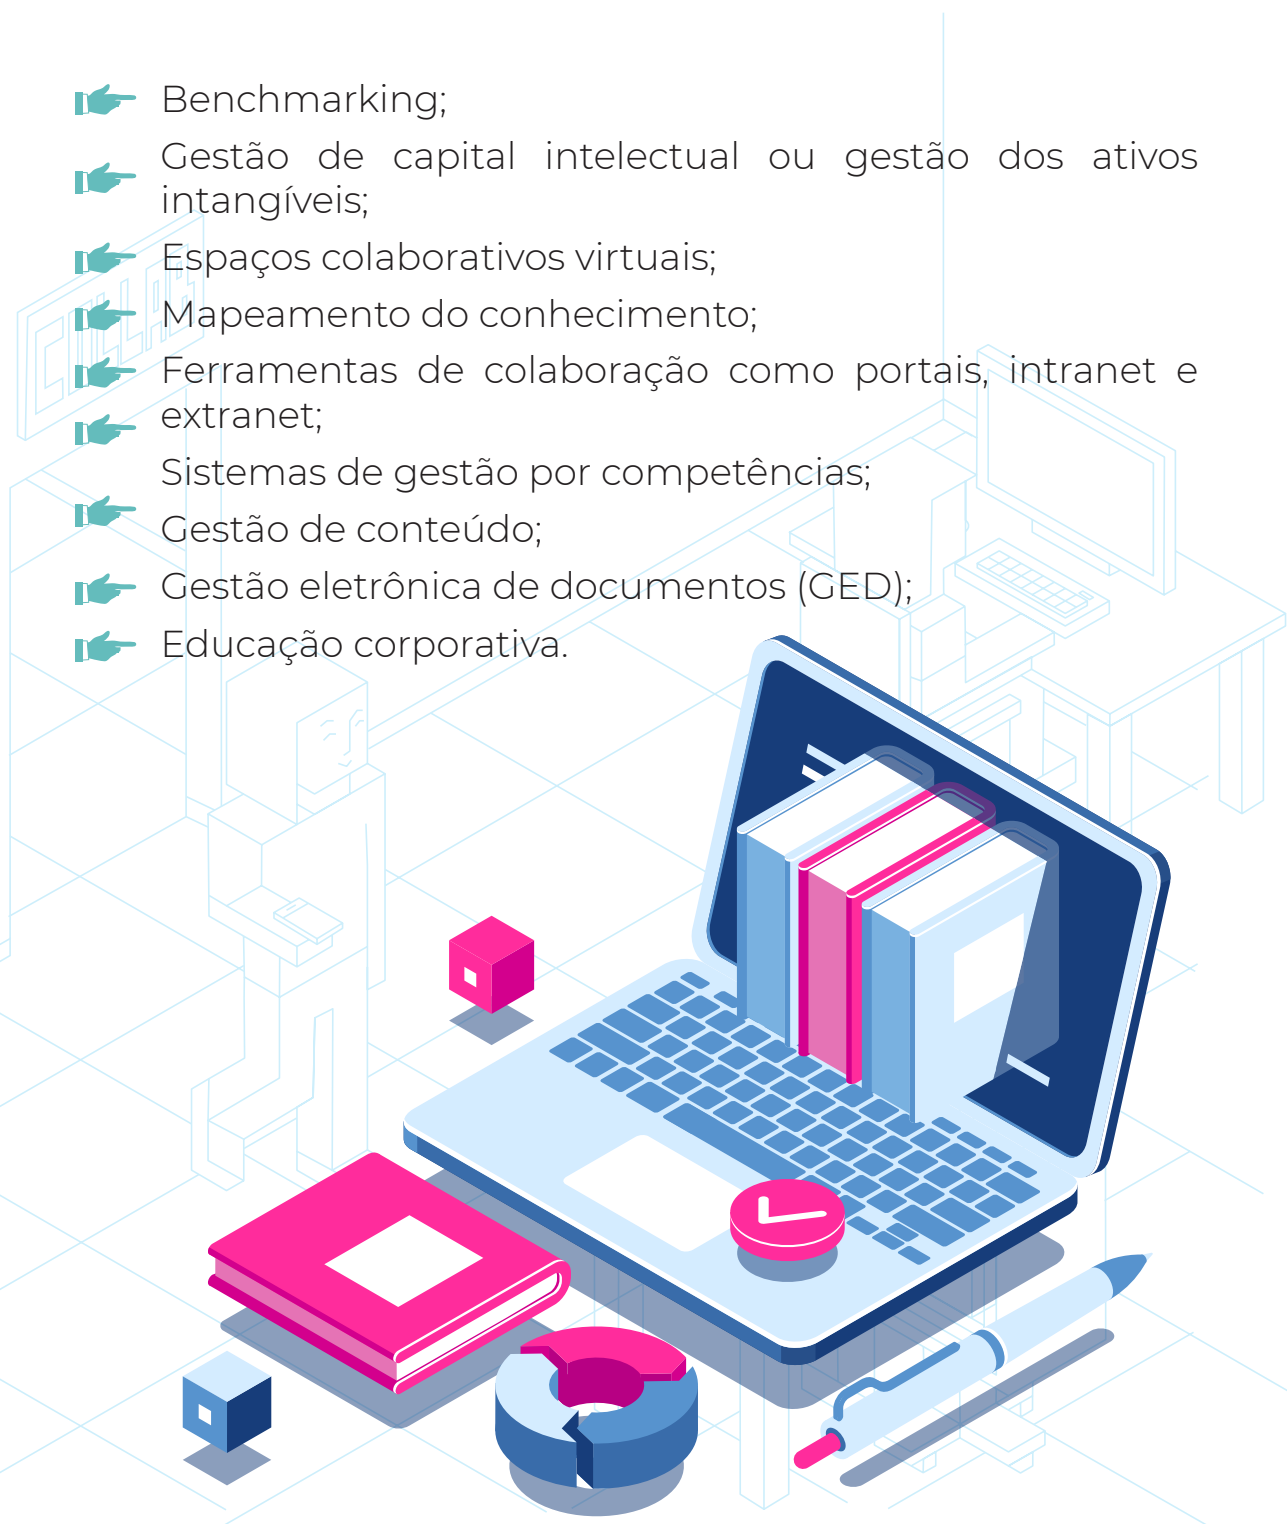 Benchmarking;
Gestão de capital intelectual ou gestão dos ativos
intangíveis;
Espaços colaborativos virtuais;
Mapeamento do conhecimento;
Ferramentas de colaboração como portais, intranet e
extranet;
Sistemas de gestão por competências;
Gestão de conteúdo;
Gestão eletrônica de documentos (GED);
Educação corporativa.